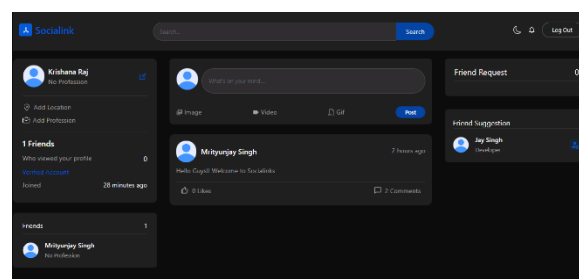 Socialink
Search...
Search
Log Out
Krishana Raj
No Profession
Add Location
Add Profession
1 Friends
Who viewed your profile 0
Verified Account
Joined 28 minutes ago
Friends 1
Mrityunjay Singh
No Profession
What's on your mind...
Image
Video
Gif
Post
Mrityunjay Singh
7 hours ago
Hello Guys!! Welcome to Socialinks
0 Likes
2 Comments
Friend Request 0
Friend Suggestion
Jay Singh
Developer